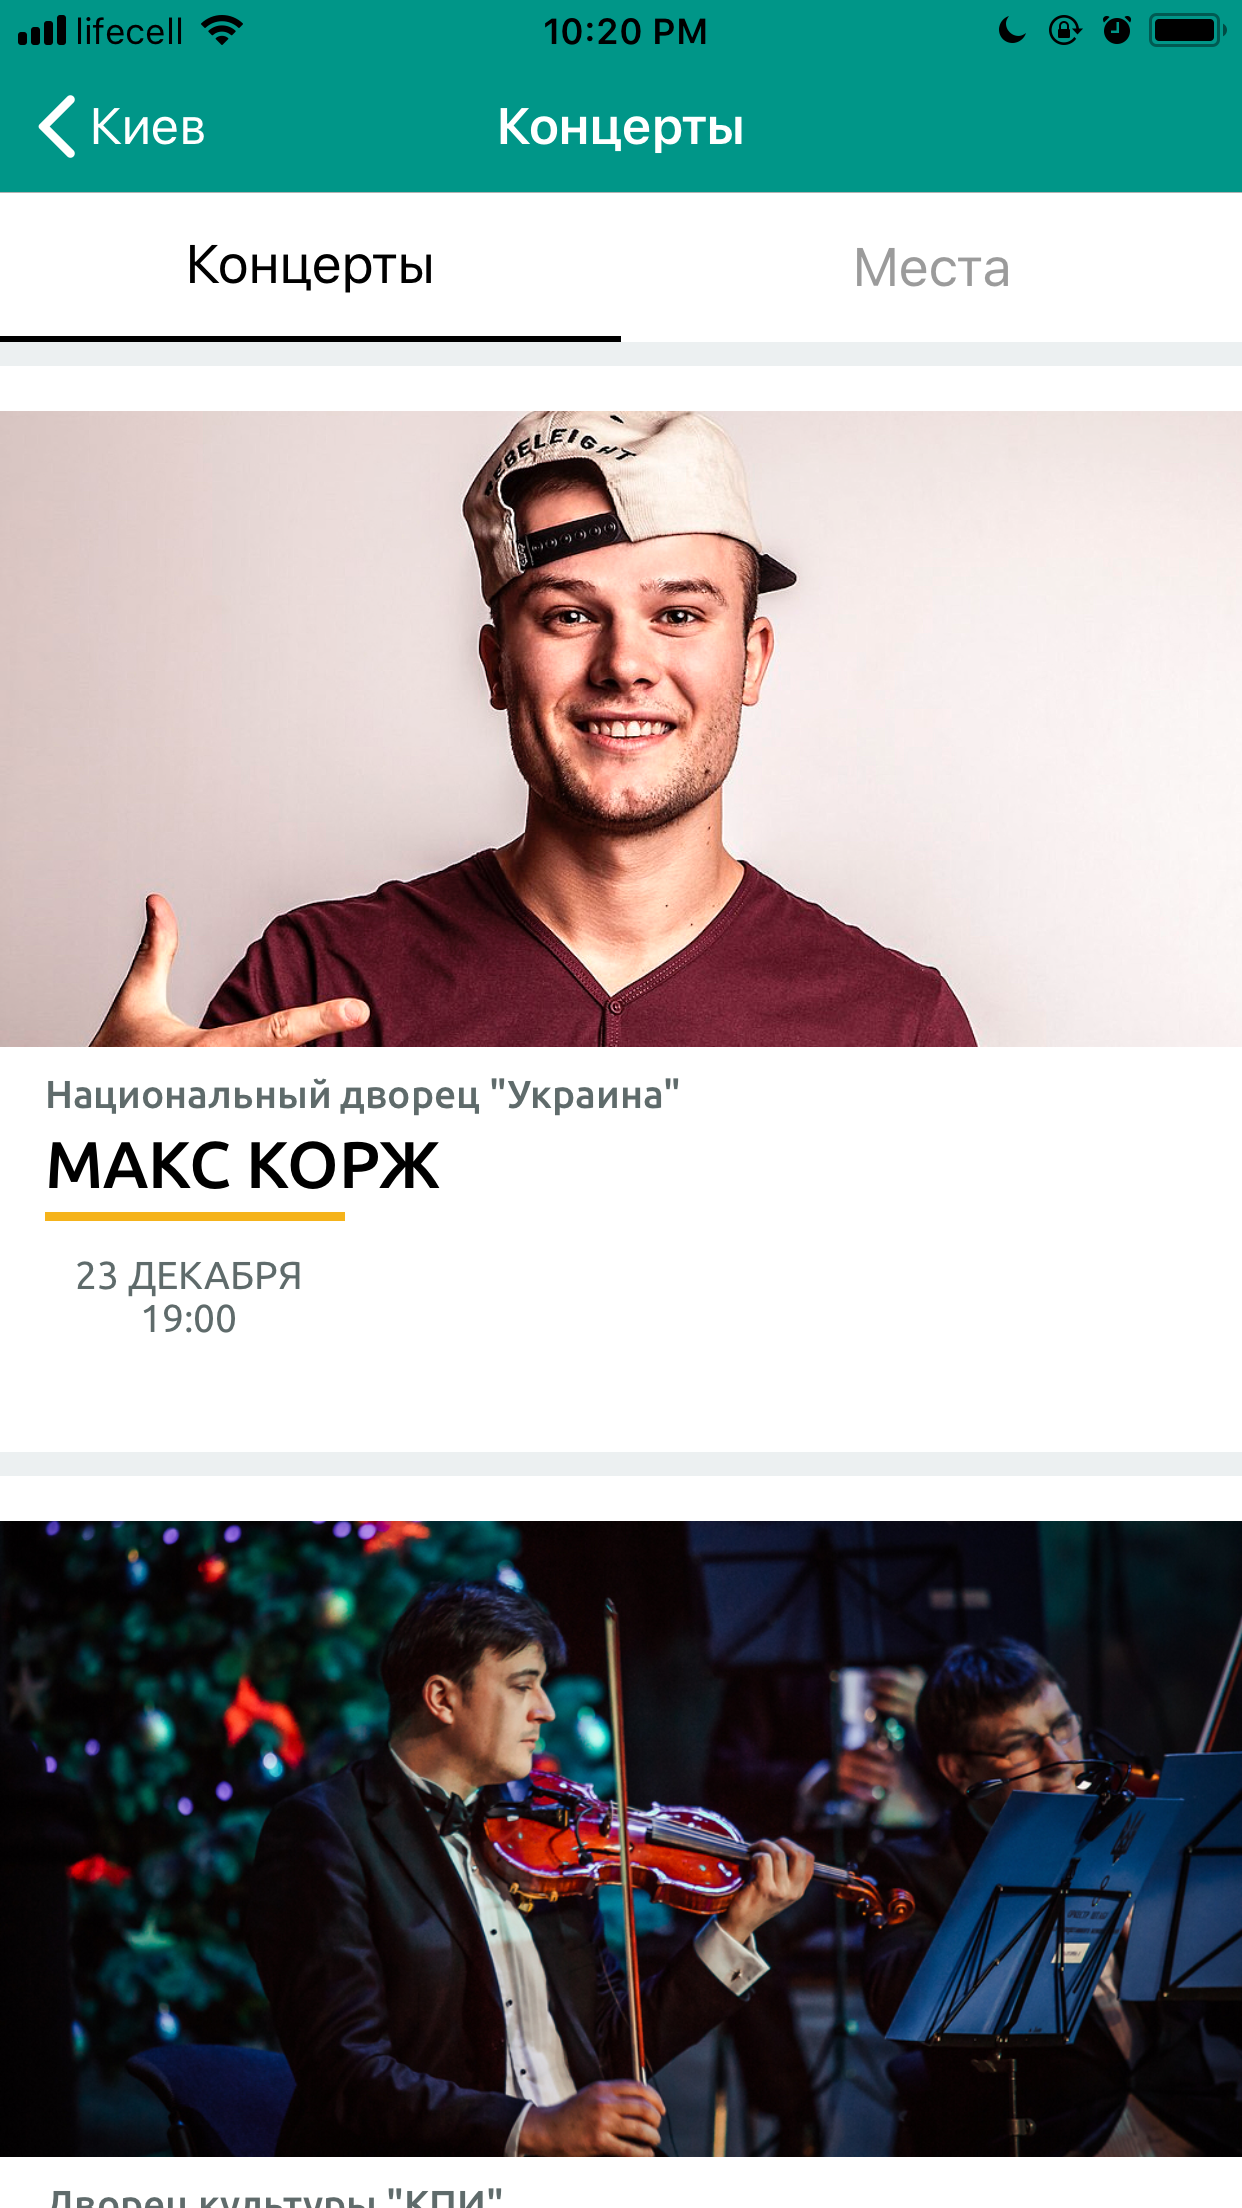 lifecell 10:20 PM
Киев Концерты
Концерты Места
REBELEIGHT
Национальный дворец "Украина"
МАКС КОРЖ
23 ДЕКАБРЯ
19:00
Дворец культуры "КПИ"